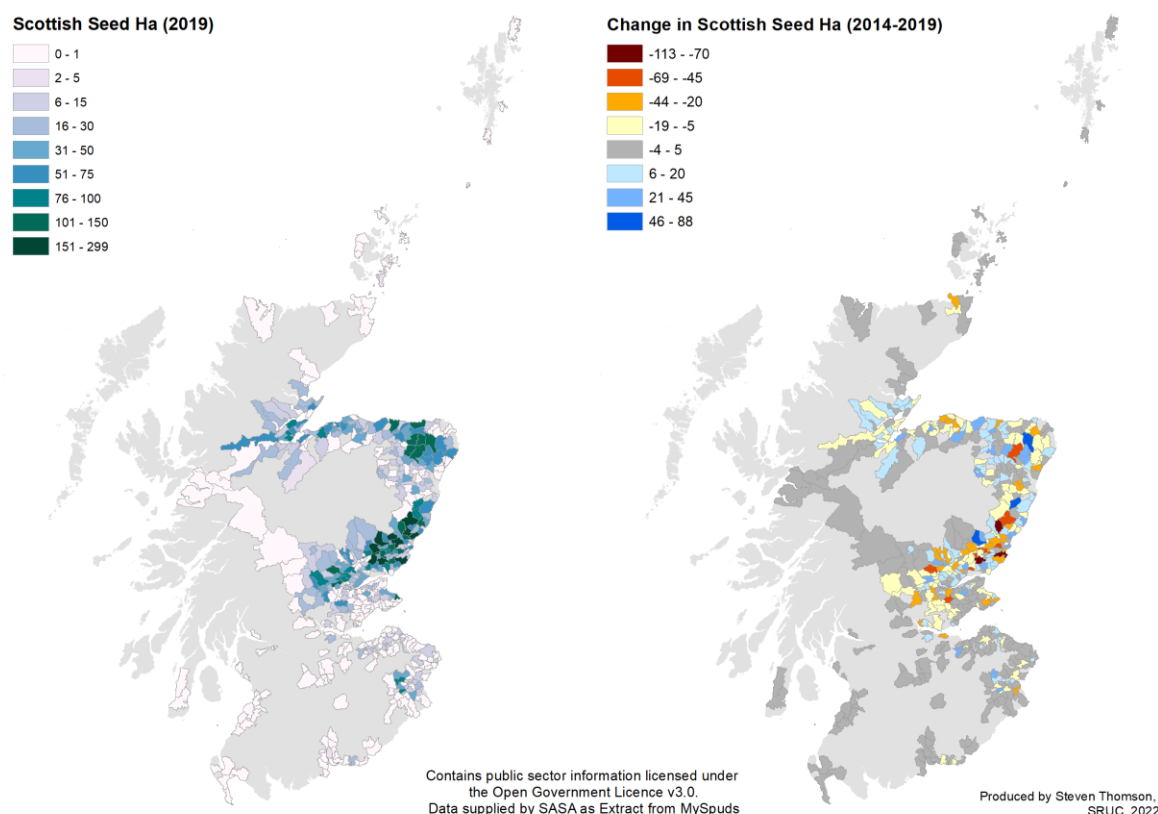 Scottish Seed Ha (2019)
0 - 1
2 - 5
6 - 15
16 - 30
31 - 50
51 - 75
76 - 100
101 - 150
151 - 299
Change in Scottish Seed Ha (2014-2019)
-113 - -70
-69 - -45
-44 - -20
-19 - -5
-4 - 5
6 - 20
21 - 45
46 - 88
Contains public sector information licensed under
the Open Government Licence v3.0.
Data supplied by SASA as Extract from MySpuds
Produced by Steven Thomson,
SRUC, 2022